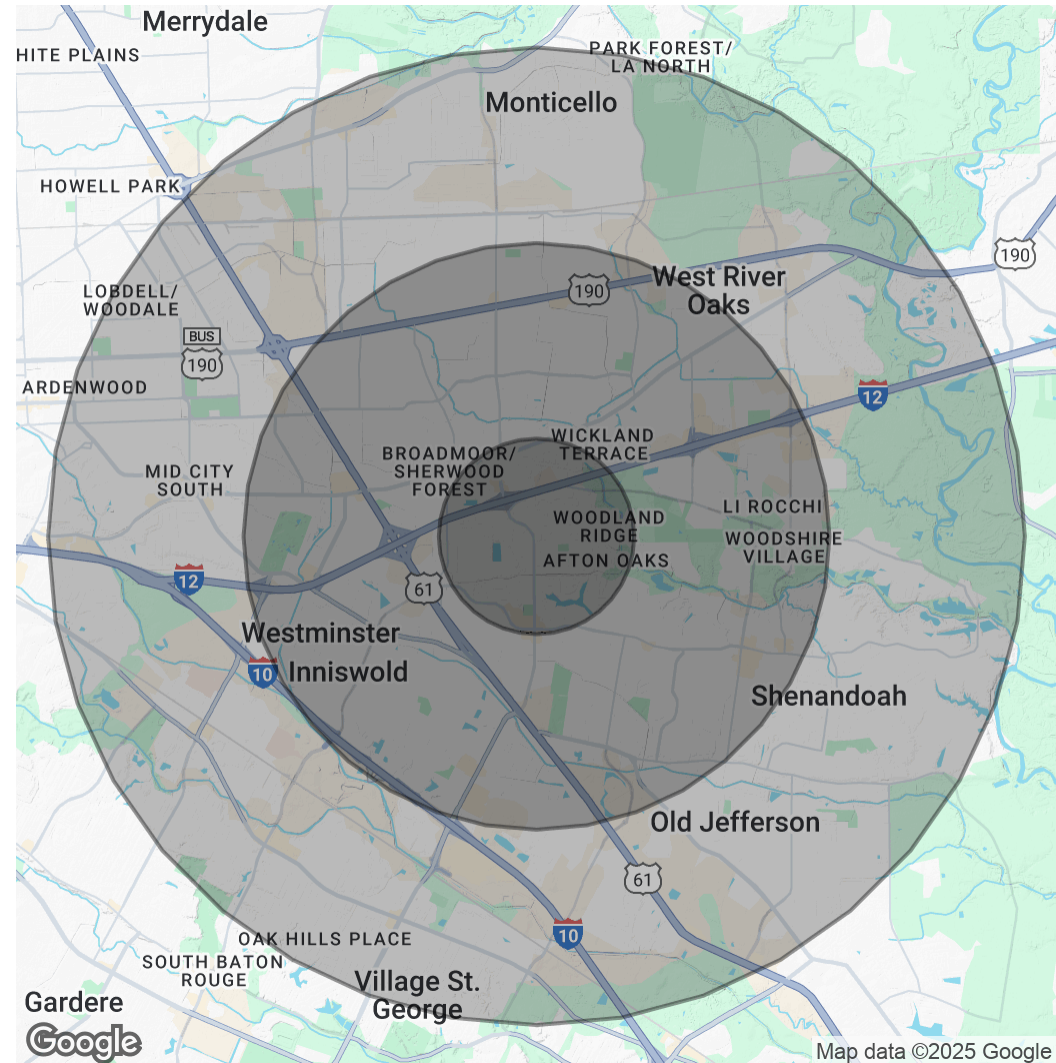 Merrydale
HITE PLAINS
PARK FOREST/
LA NORTH
Monticello
HOWELL PARK
190
West River
Oaks
190
LOBDELL/
WOODALE
BUS
190
ARDENWOOD
12
WICKLAND
TERRACE
BROADMOOR/
SHERWOOD
FOREST
MID CITY
SOUTH
LI ROCCHI
WOODLAND
RIDGE
WOODSHIRE
VILLAGE
AFTON OAKS
12
61
Westminster
10
Inniswold
Shenandoah
Old Jefferson
61
10
OAK HILLS PLACE
SOUTH BATON
ROUGE
Village St.
George
Gardere
Google
Map data ©2025 Google